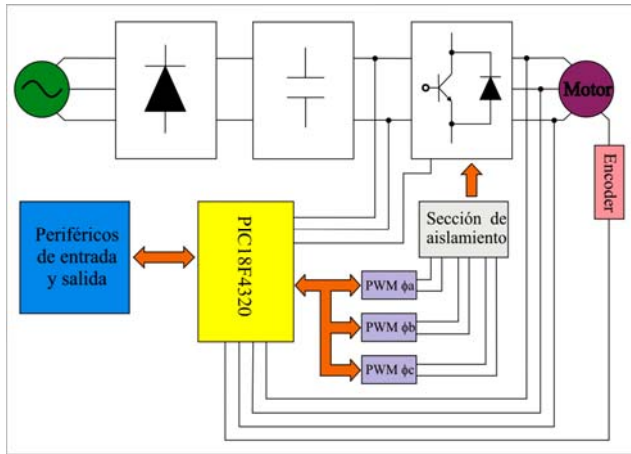 Motor
Encoder
Periféricos
de entrada
y salida
PIC18F4320
Sección de
aislamiento
PWM ϕa
PWM ϕb
PWM ϕc